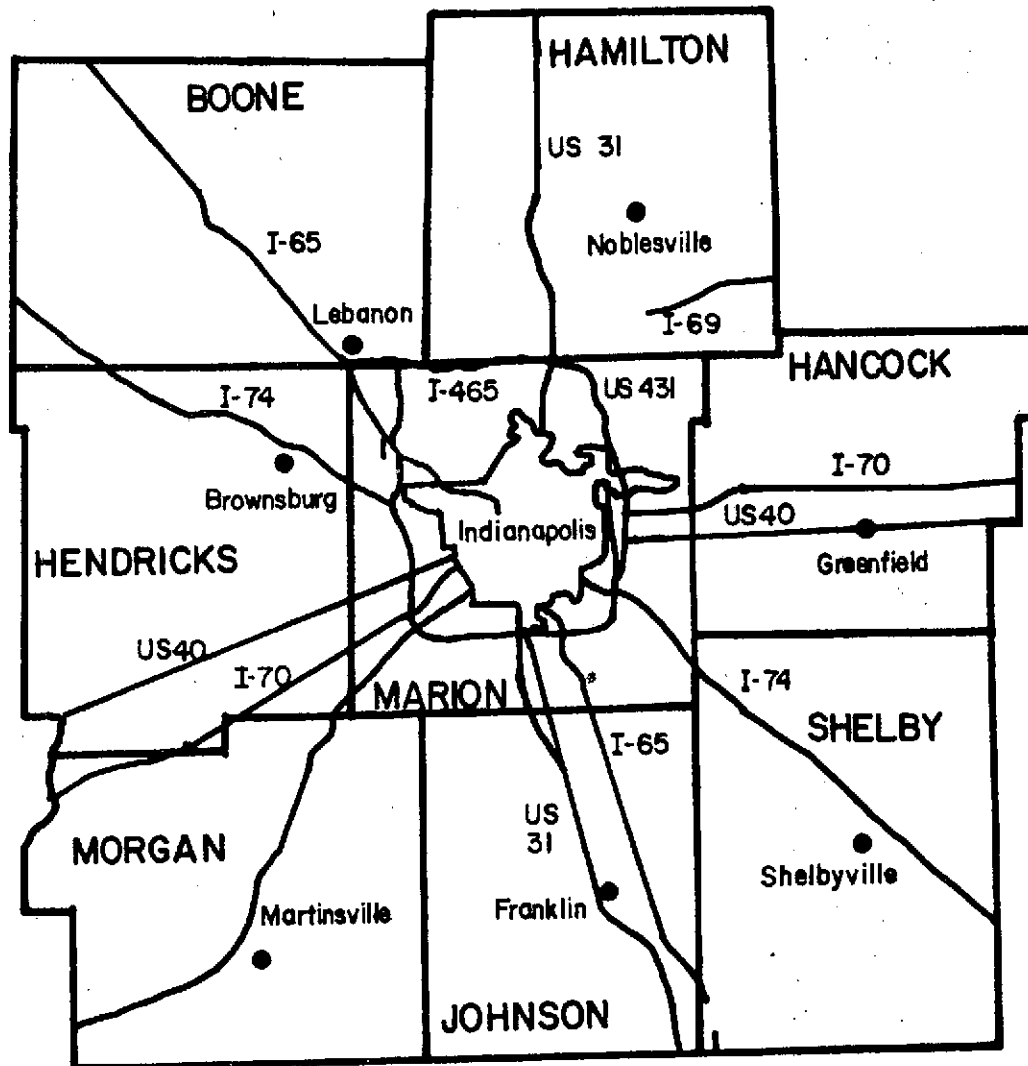 HAMILTON
BOONE
US 31
I-65
Noblesville
Lebanon
I-69
HANCOCK
I-74
I-465
US 431
Brownsburg
I-70
US40
Indianapolis
Greenfield
HENDRICKS
US40
I-70
I-74
MARION
SHELBY
I-65
US
31
MORGAN
Shelbyville
Martinsville
Franklin
JOHNSON